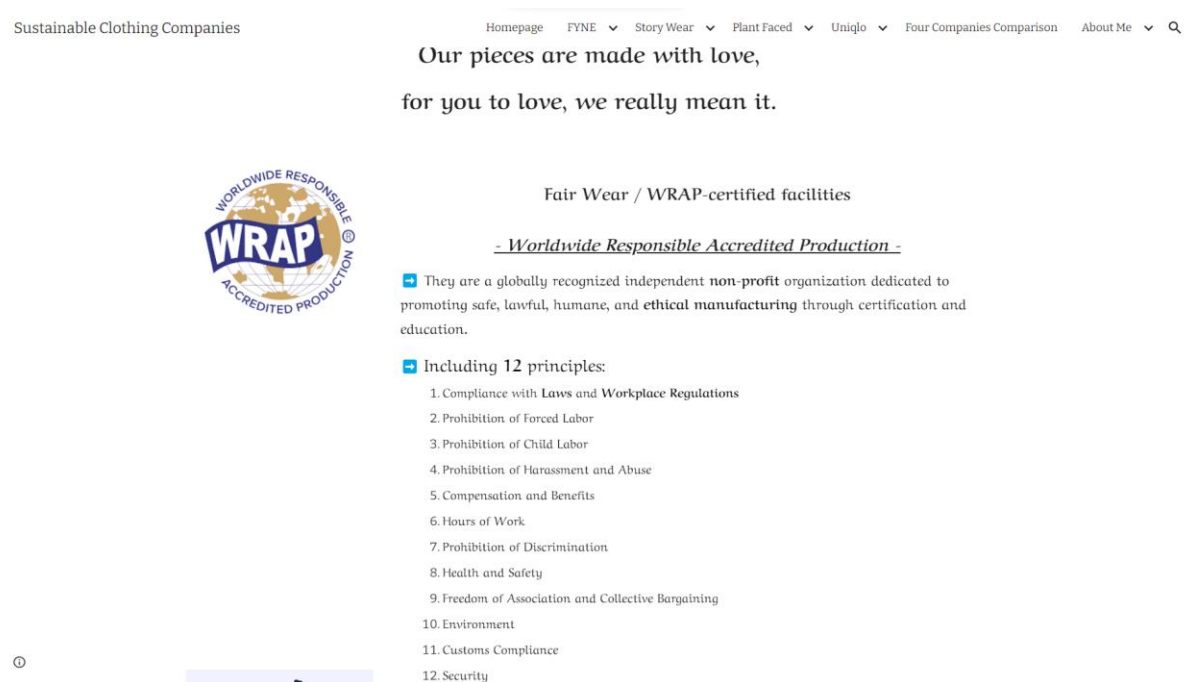 Sustainable Clothing Companies
Homepage
FYNE
Story Wear
Plant Faced
Uniqlo
Four Companies Comparison
About Me
Our pieces are made with love,
for you to love, we really mean it.
WORLDWIDE RESPONSIBLE
WRAP
®
ACCREDITED PRODUCTION
Fair Wear / WRAP-certified facilities
- Worldwide Responsible Accredited Production -
➡️ They are a globally recognized independent non-profit organization dedicated to
promoting safe, lawful, humane, and ethical manufacturing through certification and
education.
➡️ Including 12 principles:
1. Compliance with Laws and Workplace Regulations
2. Prohibition of Forced Labor
3. Prohibition of Child Labor
4. Prohibition of Harassment and Abuse
5. Compensation and Benefits
6. Hours of Work
7. Prohibition of Discrimination
8. Health and Safety
9. Freedom of Association and Collective Bargaining
10. Environment
11. Customs Compliance
12. Security